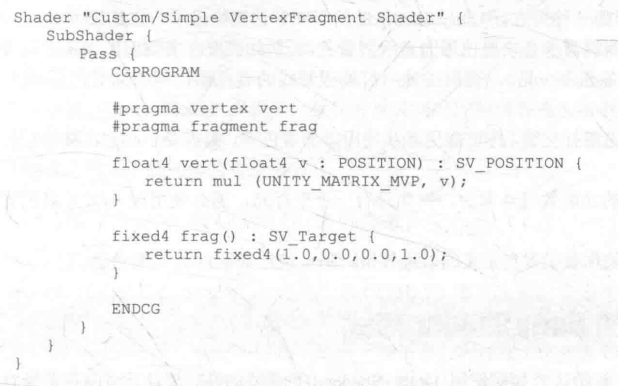 Shader "Custom/Simple VertexFragment Shader" {
SubShader {
Pass {
CGPROGRAM
#pragma vertex vert
#pragma fragment frag
float4 vert(float4 v : POSITION) : SV_POSITION {
return mul (UNITY_MATRIX_MVP, v);
}
fixed4 frag() : SV_Target {
return fixed4(1.0,0.0,0.0,1.0);
}
ENDCG
}
}
}